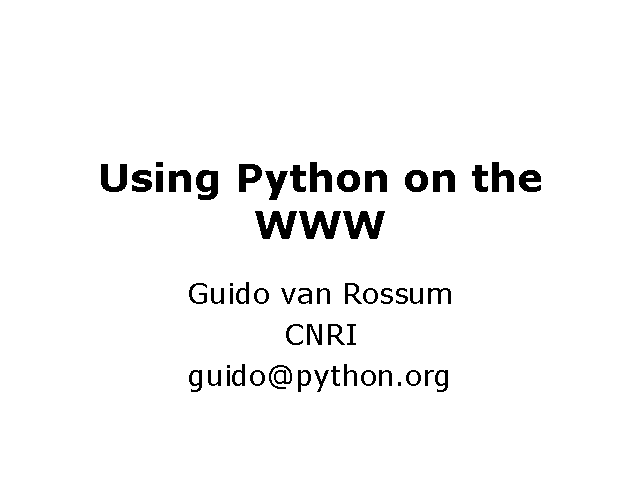 Using Python on the
WWW
Guido van Rossum
CNRI
guido@python.org